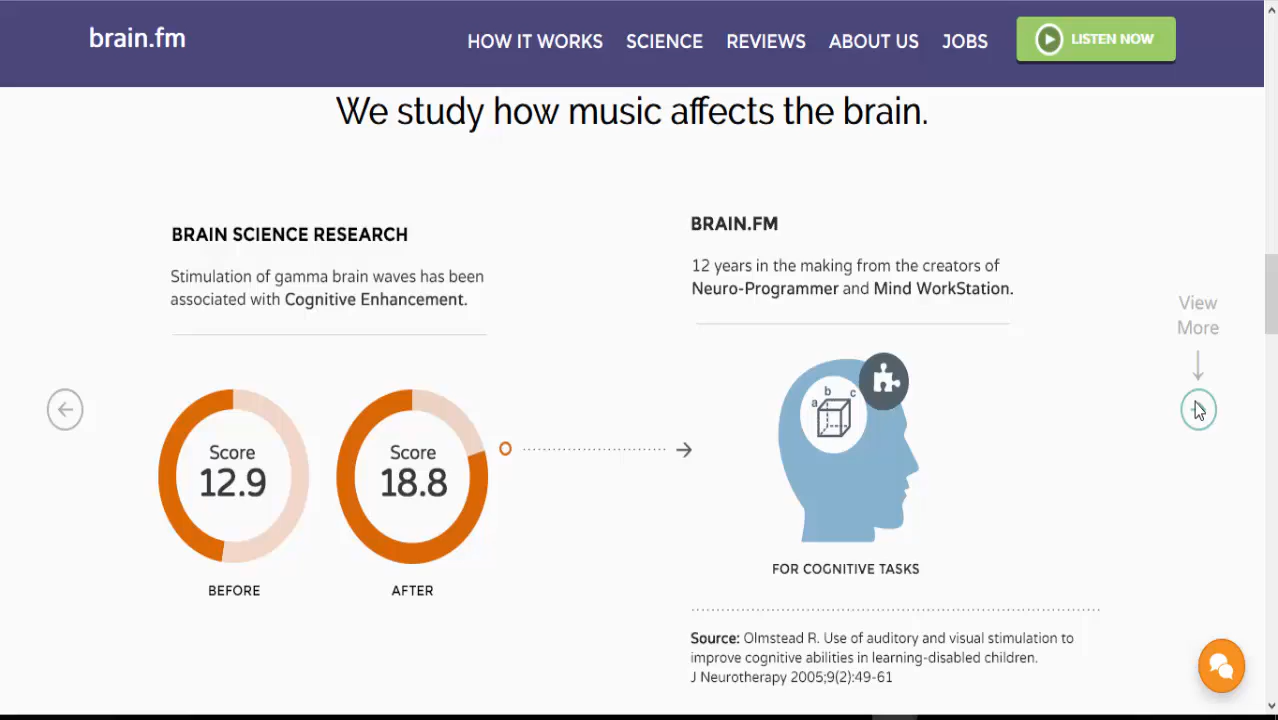 brain.fm
HOW IT WORKS
SCIENCE
REVIEWS
ABOUT US
JOBS
LISTEN NOW
We study how music affects the brain.
BRAIN SCIENCE RESEARCH
Stimulation of gamma brain waves has been
associated with Cognitive Enhancement.
Score
12.9
BEFORE
Score
18.8
AFTER
BRAIN.FM
12 years in the making from the creators of
Neuro-Programmer and Mind WorkStation.
a b c
FOR COGNITIVE TASKS
Source: Olmstead R. Use of auditory and visual stimulation to
improve cognitive abilities in learning-disabled children.
J Neurotherapy 2005;9(2):49-61
View
More